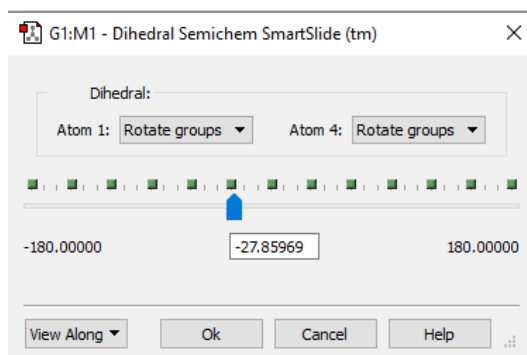 G1:M1 - Dihedral Semichem SmartSlide (tm)
Dihedral:
Atom 1: Rotate groups Atom 4: Rotate groups
-180.00000 -27.85969 180.00000
View Along Ok Cancel Help